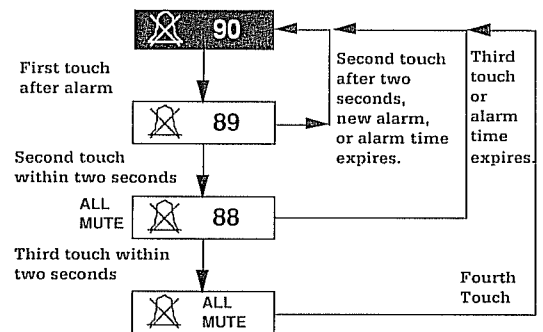 90
First touch
after alarm
89
Second touch
after two
seconds,
new alarm,
or alarm time
expires.
Third
touch
or
alarm
time
expires.
Second touch
within two seconds
ALL
MUTE
88
Third touch within
two seconds
ALL
MUTE
Fourth
Touch